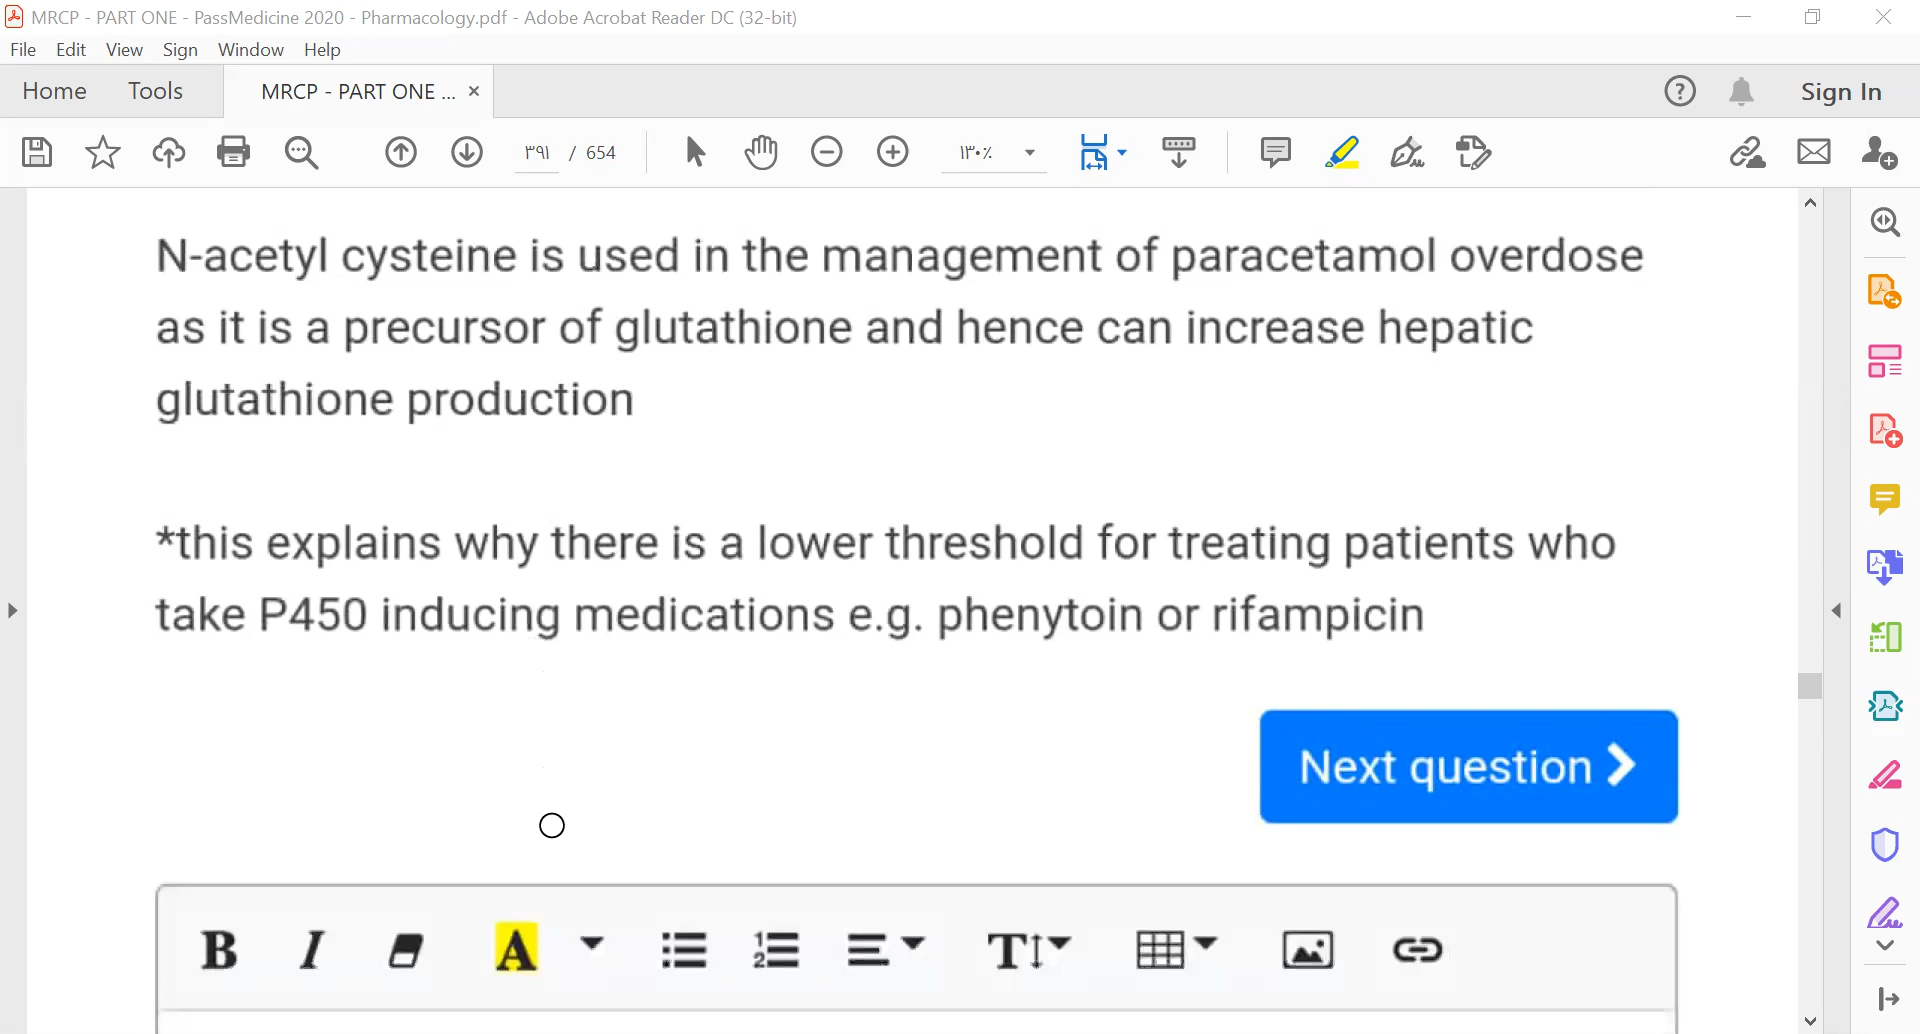 MRCP - PART ONE - PassMedicine 2020 - Pharmacology.pdf - Adobe Acrobat Reader DC (32-bit)
File Edit View Sign Window Help
Home Tools MRCP - PART ONE ... × Sign In
٣٩١ / 654 ١٣٠٪
N-acetyl cysteine is used in the management of paracetamol overdose
as it is a precursor of glutathione and hence can increase hepatic
glutathione production
*this explains why there is a lower threshold for treating patients who
take P450 inducing medications e.g. phenytoin or rifampicin
Next question
B I A T